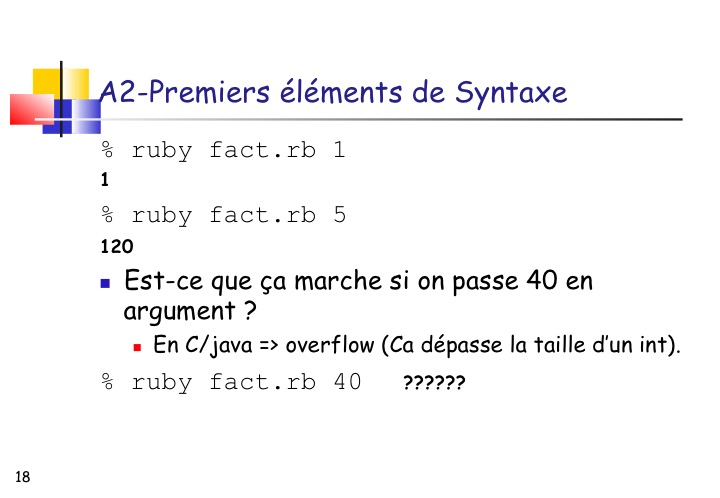 A2-Premiers éléments de Syntaxe
% ruby fact.rb 1
1
% ruby fact.rb 5
120
Est-ce que ça marche si on passe 40 en
argument ?
En C/java => overflow (Ca dépasse la taille d’un int).
% ruby fact.rb 40 ??????
18